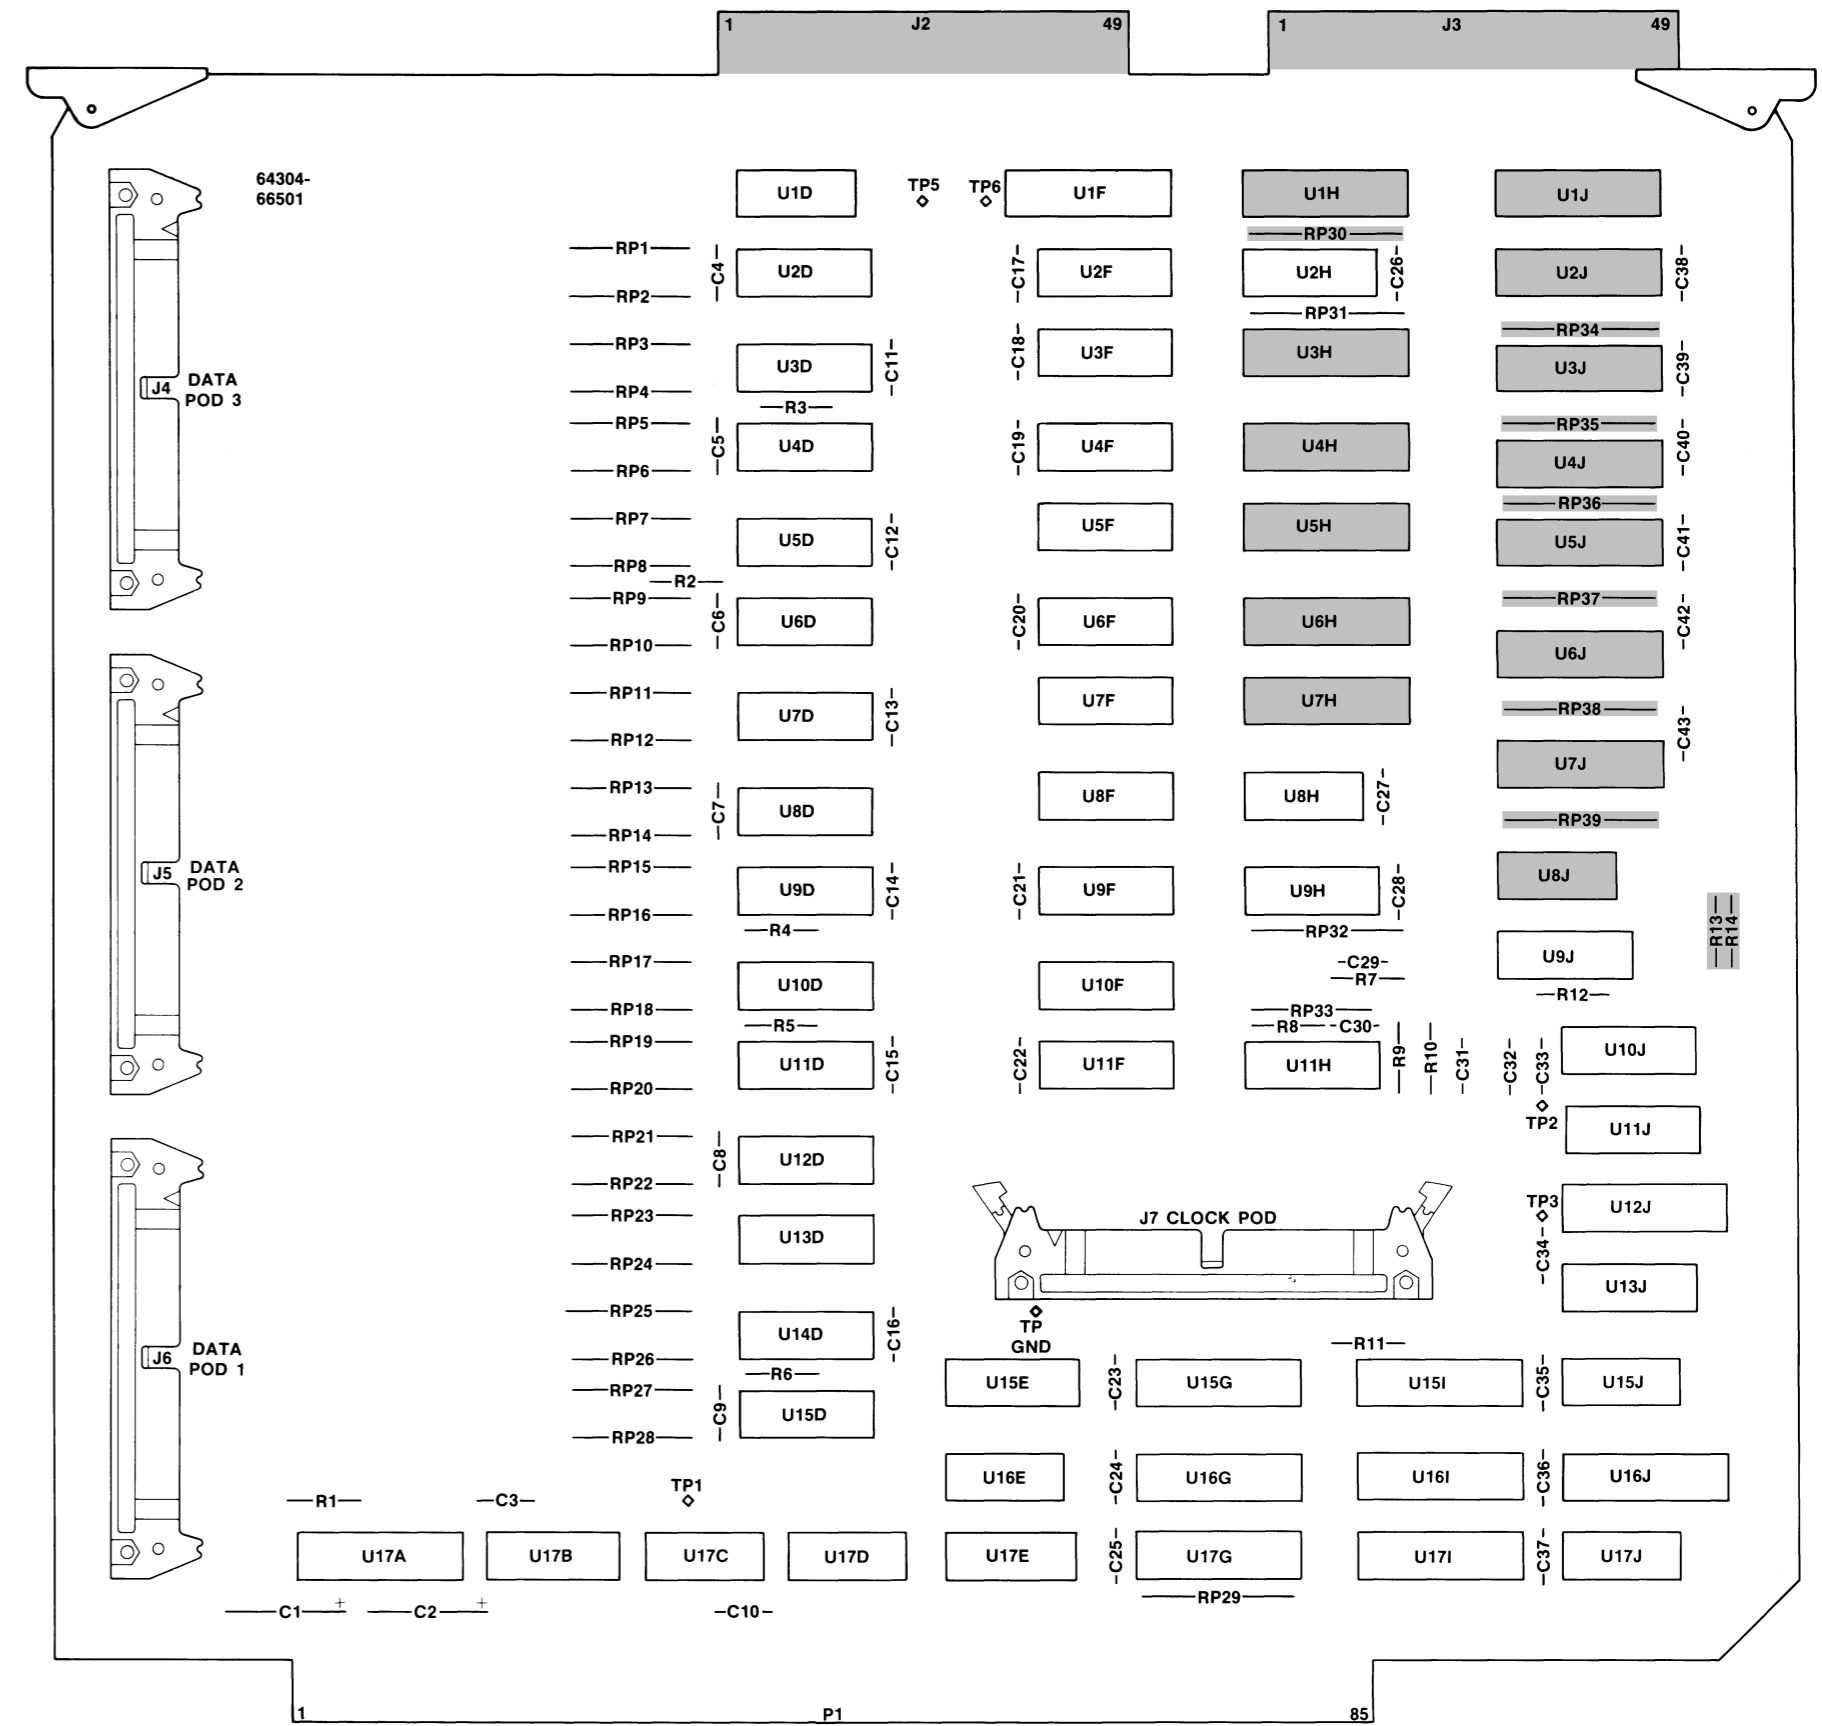 1 J2 49
1 J3 49
64304-
66501
U1D
TP5
TP6
U1F
U1H
U1J
RP1
C4
U2D
C17
U2F
RP30
U2H
C26
U2J
C38
RP2
RP31
RP3
U3D
C11
C18
U3F
U3H
RP34
U3J
C39
J4
DATA
POD 3
RP4
R3
RP5
C5
U4D
C19
U4F
U4H
RP35
U4J
C40
RP6
RP36
RP7
U5D
C12
U5F
U5H
U5J
C41
RP8
R2
RP9
C6
U6D
C20
U6F
U6H
RP37
U6J
C42
RP10
RP11
U7D
C13
U7F
U7H
RP38
U7J
C43
RP12
RP13
C7
U8D
U8F
U8H
C27
RP39
RP14
J5
DATA
POD 2
RP15
U9D
C14
C21
U9F
U9H
C28
U8J
RP16
R4
RP32
R13
R14
RP17
U10D
U10F
C29
R7
U9J
R12
RP18
R5
RP33
R8
C30
RP19
U11D
C15
C22
U11F
U11H
R9
R10
C31
C32
C33
U10J
RP20
TP2
U11J
RP21
C8
U12D
RP22
RP23
U13D
J7 CLOCK POD
TP3
U12J
C34
RP24
U13J
RP25
U14D
C16
TP
GND
R11
J6
DATA
POD 1
RP26
R6
RP27
C9
U15D
U15E
C23
U15G
U15I
C35
U15J
RP28
U16E
C24
U16G
U16I
C36
U16J
R1
C3
TP1
U17A
U17B
U17C
U17D
U17E
C25
U17G
U17I
C37
U17J
RP29
C1 +
C2 +
C10
1 P1 85